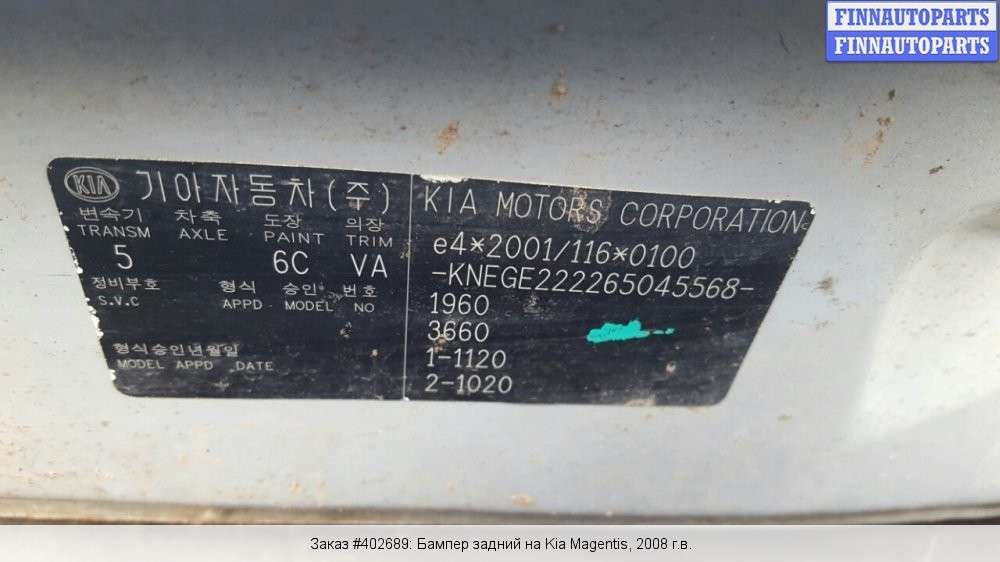 FINNAUTOPARTS
FINNAUTOPARTS
KIA 기아자동차(주)
변속기 차축 도장 의장
TRANSM AXLE PAINT TRIM
5 6C VA
정비부호 형식 승인 번호
S.V.C APPD MODEL NO
형식승인년월일
MODEL APPD DATE
KIA MOTORS CORPORATION
e4*2001/116*0100
-KNEGE222265045568-
1960
3660
1-1120
2-1020
Заказ #402689: Бампер задний на Kia Magentis, 2008 г.в.